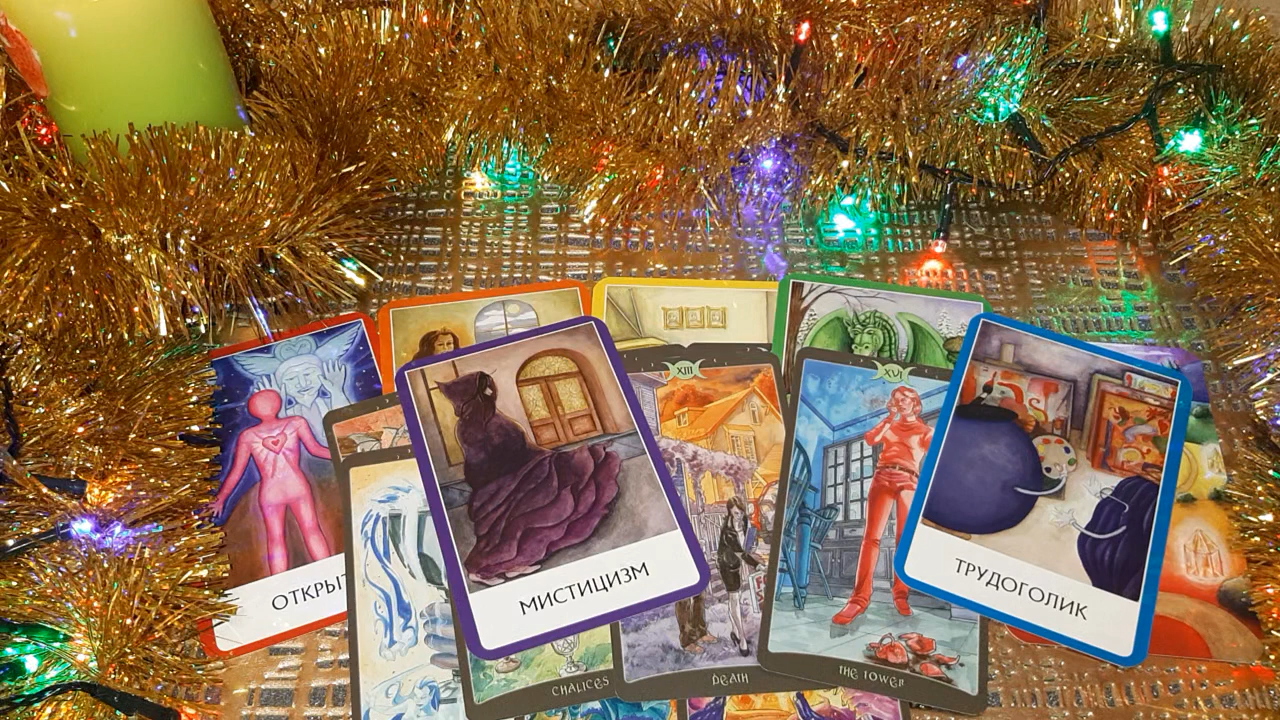 XIII
XVI
ОТКРЫТ
МИСТИЦИЗМ
ТРУДОГОЛИК
CHALICES
DEATH
THE TOWER